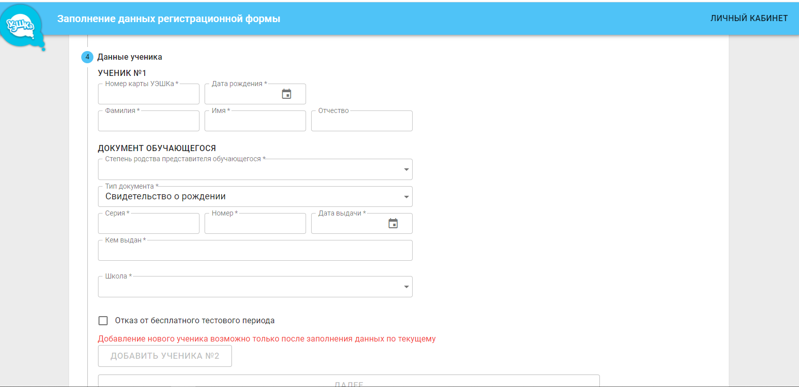 Заполнение данных регистрационной формы
ЛИЧНЫЙ КАБИНЕТ
4 Данные ученика
УЧЕНИК №1
Номер карты УЭШКа * Дата рождения *
Фамилия * Имя * Отчество
ДОКУМЕНТ ОБУЧАЮЩЕГОСЯ
Степень родства представителя обучающегося *
Тип документа *
Свидетельство о рождении
Серия * Номер * Дата выдачи *
Кем выдан *
Школа *
Отказ от бесплатного тестового периода
Добавление нового ученика возможно только после заполнения данных по текущему
ДОБАВИТЬ УЧЕНИКА №2
ДАЛЕЕ